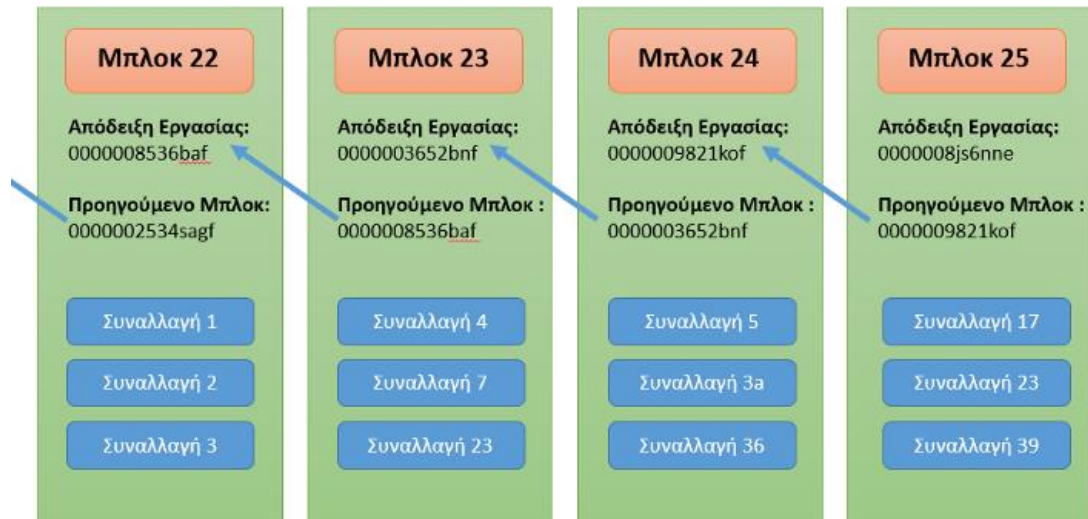 Μπλοκ 22
Απόδειξη Εργασίας:
0000008536baf
Προηγούμενο Μπλοκ:
0000002534sagf
Συναλλαγή 1
Συναλλαγή 2
Συναλλαγή 3
Μπλοκ 23
Απόδειξη Εργασίας:
0000003652bnf
Προηγούμενο Μπλοκ :
0000008536baf
Συναλλαγή 4
Συναλλαγή 7
Συναλλαγή 23
Μπλοκ 24
Απόδειξη Εργασίας:
0000009821kof
Προηγούμενο Μπλοκ :
0000003652bnf
Συναλλαγή 5
Συναλλαγή 3a
Συναλλαγή 36
Μπλοκ 25
Απόδειξη Εργασίας:
0000008js6nne
Προηγούμενο Μπλοκ :
0000009821kof
Συναλλαγή 17
Συναλλαγή 23
Συναλλαγή 39